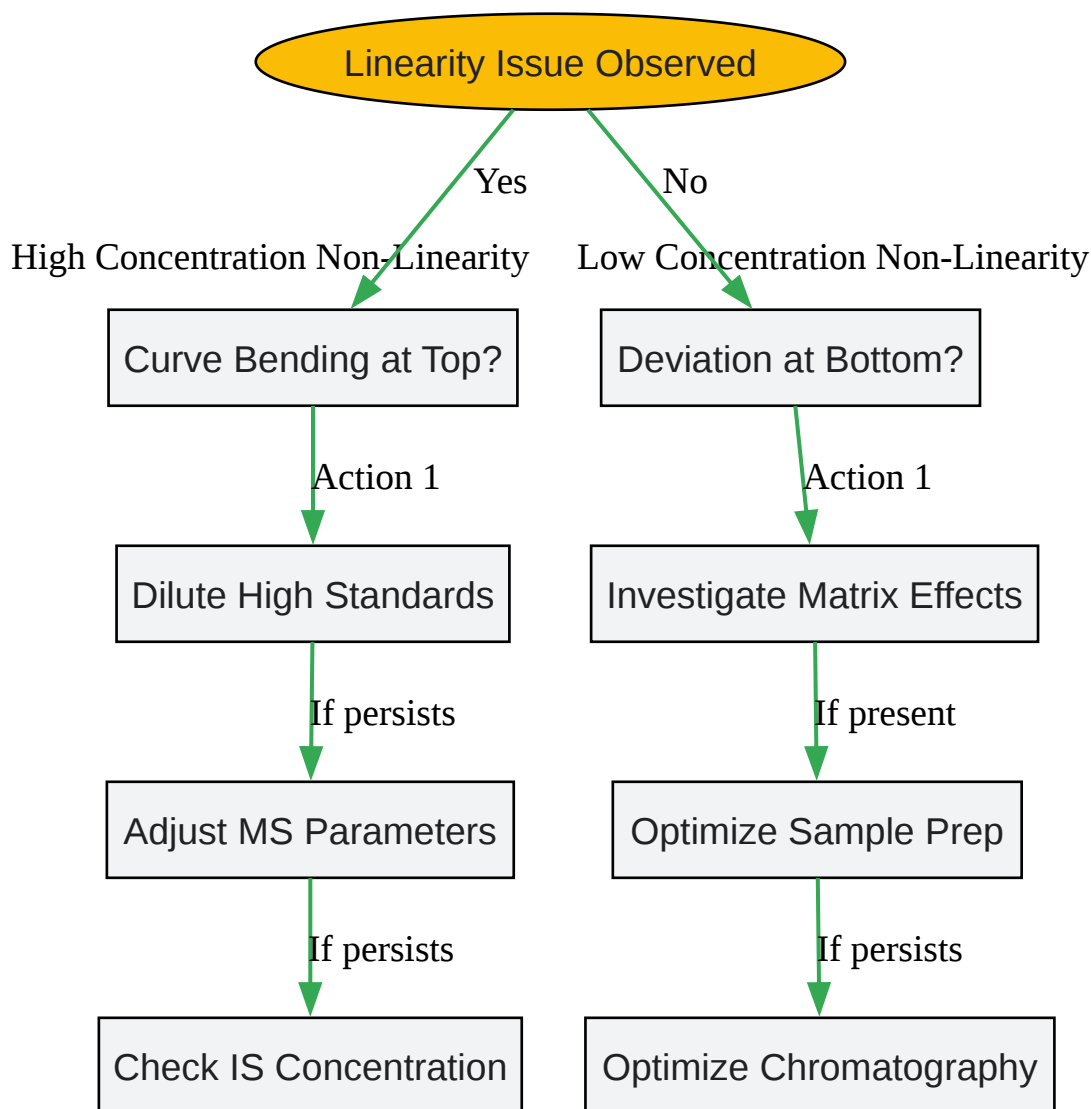 Linearity Issue Observed
Yes
No
High Concentration Non-Linearity
Low Concentration Non-Linearity
Curve Bending at Top?
Deviation at Bottom?
Action 1
Action 1
Dilute High Standards
Investigate Matrix Effects
If persists
If present
Adjust MS Parameters
Optimize Sample Prep
If persists
If persists
Check IS Concentration
Optimize Chromatography